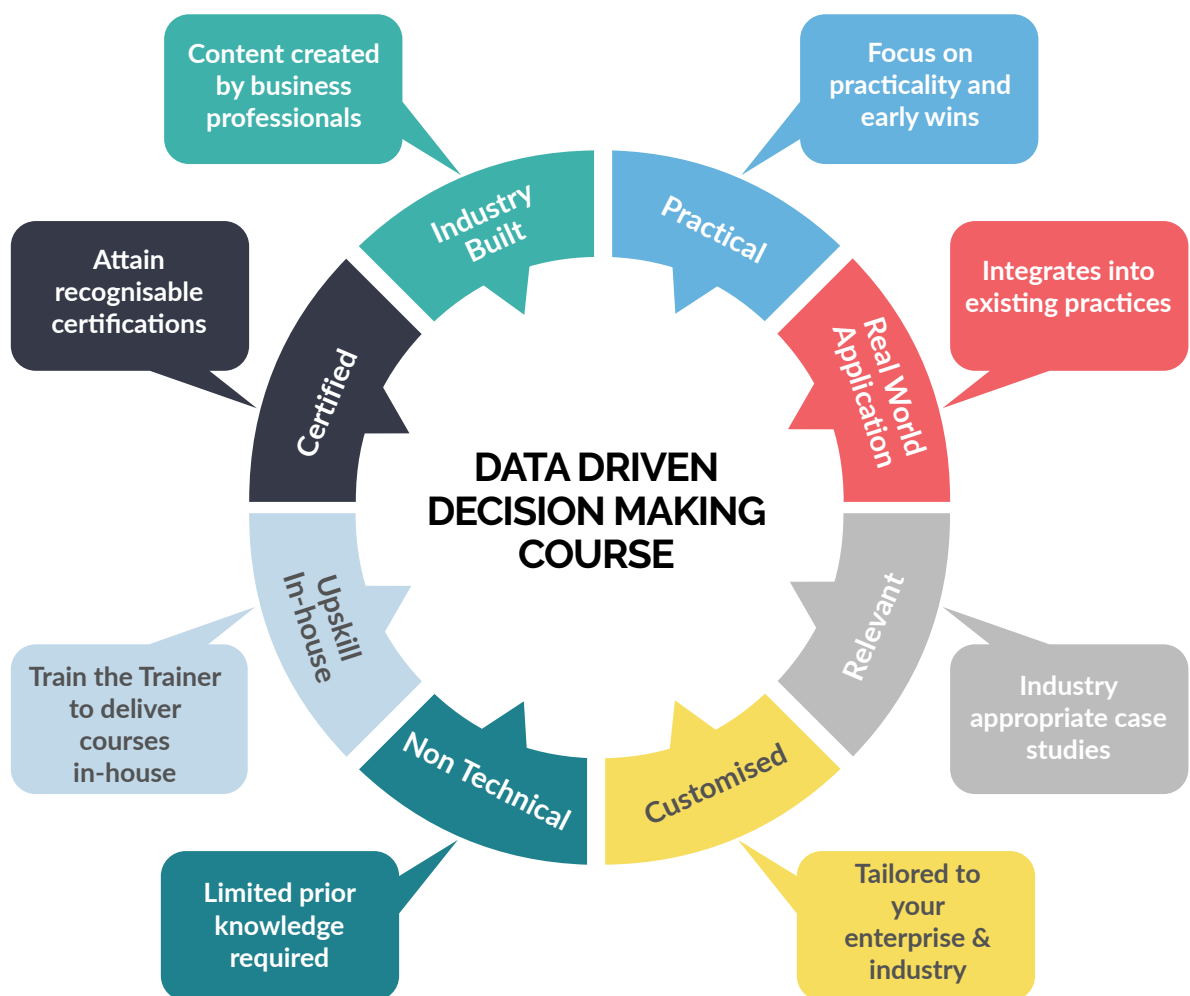 Content created
by business
professionals
Focus on
practicality and
early wins
Industry
Built
Practical
Attain
recognisable
certifications
Integrates into
existing practices
Certified
Real World
Application
DATA DRIVEN
DECISION MAKING
COURSE
Upskill
In-house
Relevant
Train the Trainer
to deliver
courses
in-house
Industry
appropriate case
studies
Non Technical
Customised
Limited prior
knowledge
required
Tailored to
your
enterprise &
industry